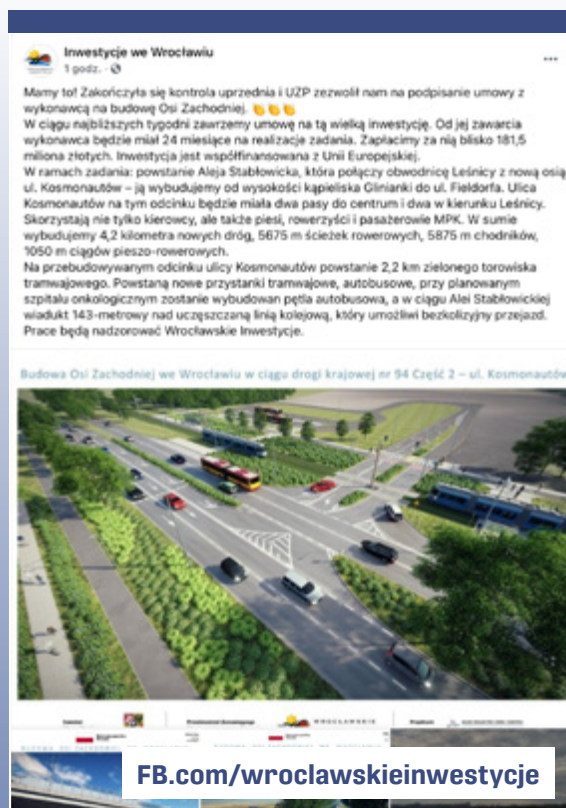 Inwestycje we Wrocławiu
1 godz. ·
Mamy to! Zakończyła się kontrola uprzednia i UZP zezwolił nam na podpisanie umowy z
wykonawcą na budowę Osi Zachodniej. 👏👏👏
W ciągu najbliższych tygodni zawrzemy umowę na tą wielką inwestycję. Od jej zawarcia
wykonawca będzie miał 24 miesiące na realizacje zadania. Zapłacimy za nią blisko 181,5
miliona złotych. Inwestycja jest współfinansowana z Unii Europejskiej.
W ramach zadania: powstanie Aleja Stabłowicka, która połączy obwodnicę Leśnicy z nową osią
ul. Kosmonautów – ją wybudujemy od wysokości kąpieliska Glinianki do ul. Fieldorfa. Ulica
Kosmonautów na tym odcinku będzie miała dwa pasy do centrum i dwa w kierunku Leśnicy.
Skorzystają nie tylko kierowcy, ale także piesi, rowerzyści i pasażerowie MPK. W sumie
wybudujemy 4,2 kilometra nowych dróg, 5675 m ścieżek rowerowych, 5875 m chodników,
1050 m ciągów pieszo-rowerowych.
Na przebudowywanym odcinku ulicy Kosmonautów powstanie 2,2 km zielonego torowiska
tramwajowego. Powstaną nowe przystanki tramwajowe, autobusowe, przy planowanym
szpitalu onkologicznym zostanie wybudowan pętla autobusowa, a w ciągu Alei Stabłowickiej
wiadukt 143-metrowy nad uczęszczaną linią kolejową, który umożliwi bezkolizyjny przejazd.
Prace będą nadzorować Wrocławskie Inwestycje.
Budowa Osi Zachodniej we Wrocławiu w ciągu drogi krajowej nr 94 Część 2 – ul. Kosmonautów
WROCŁAWSKIE
FB.com/wroclawskieinwestycje